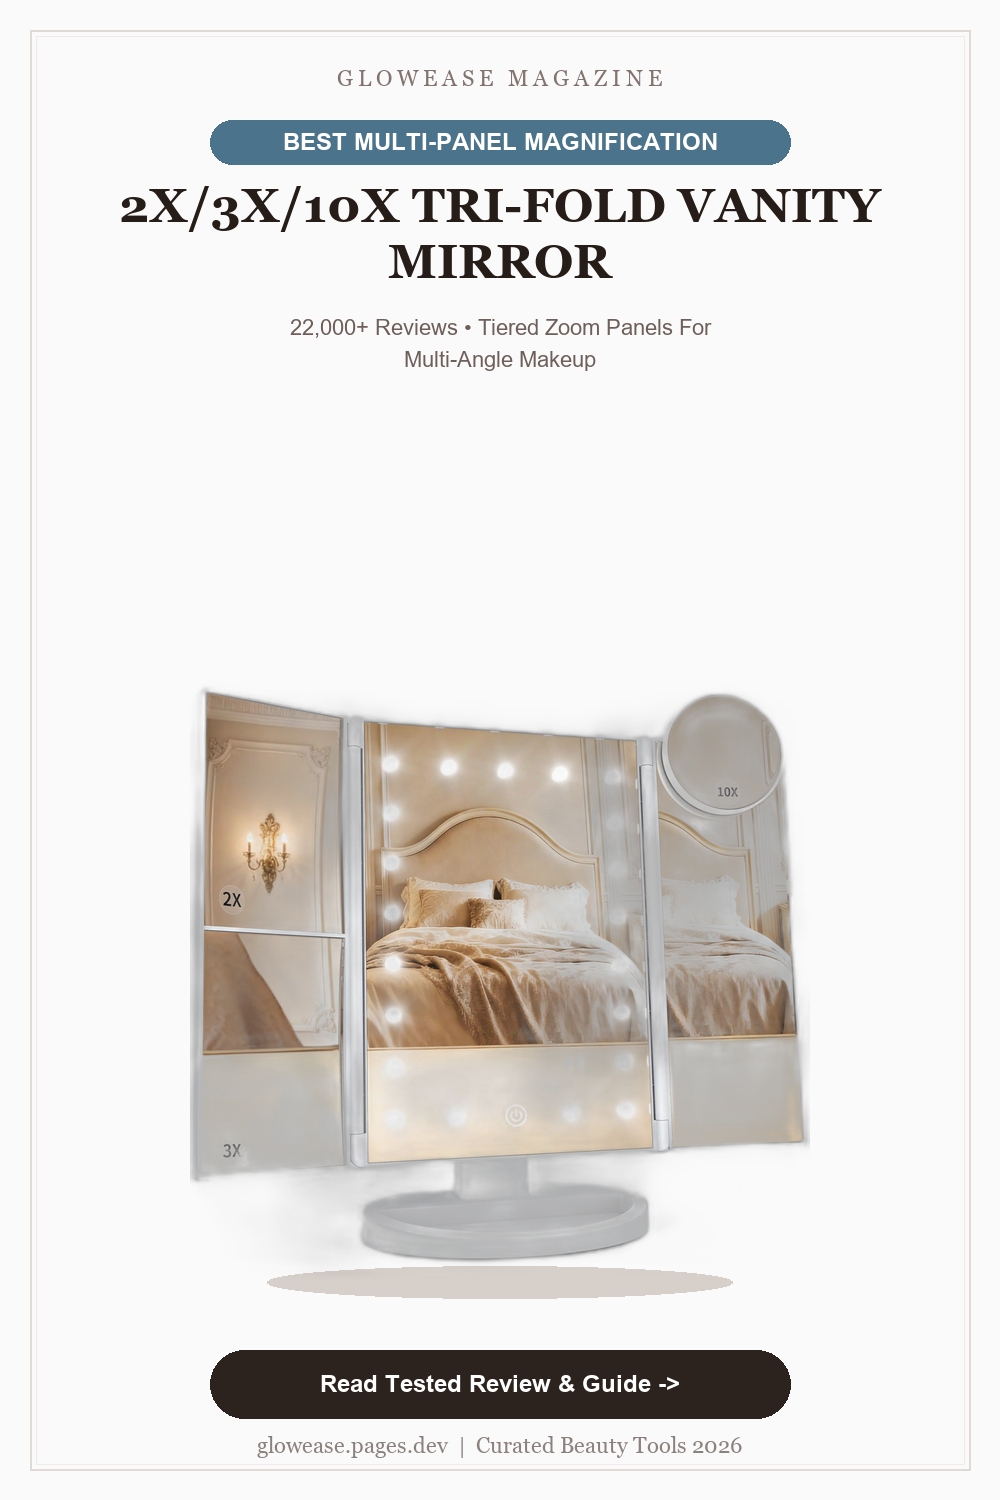 GLOWEASE MAGAZINE
BEST MULTI-PANEL MAGNIFICATION
2X/3X/10X TRI-FOLD VANITY
MIRROR
22,000+ Reviews • Tiered Zoom Panels For
Multi-Angle Makeup
10X
2X
3X
Read Tested Review & Guide ->
glowease.pages.dev | Curated Beauty Tools 2026